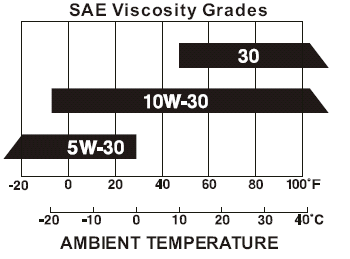 SAE Viscosity Grades
30
10W-30
5W-30
-20 0 20 40 60 80 100°F
-20 -10 0 10 20 30 40°C
AMBIENT TEMPERATURE